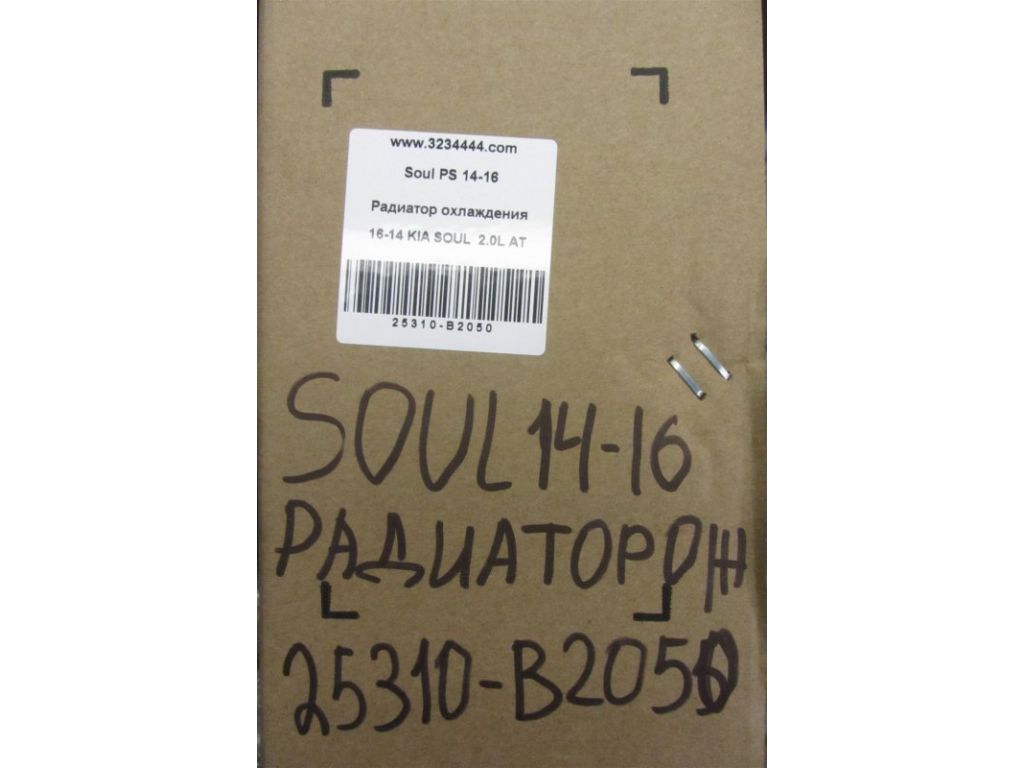 www.3234444.com
Soul PS 14-16
Радиатор охлаждения
16-14 KIA SOUL 2.0L AT
25310-B2050
SOUL 14-16
РАДИАТОР О/Ж
25310-B2050